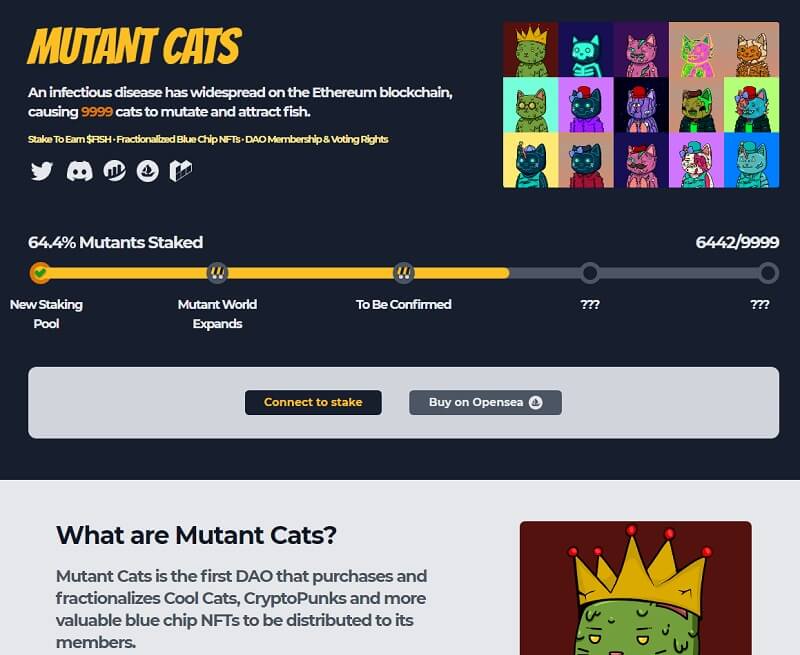 MUTANT CATS
An infectious disease has widespread on the Ethereum blockchain,
causing 9999 cats to mutate and attract fish.
Stake To Earn $FISH · Fractionalized Blue Chip NFTs · DAO Membership & Voting Rights
64.4% Mutants Staked
6442/9999
New Staking
Pool
Mutant World
Expands
To Be Confirmed
???
???
Connect to stake
Buy on Opensea
What are Mutant Cats?
Mutant Cats is the first DAO that purchases and
fractionalizes Cool Cats, CryptoPunks and more
valuable blue chip NFTs to be distributed to its
members.